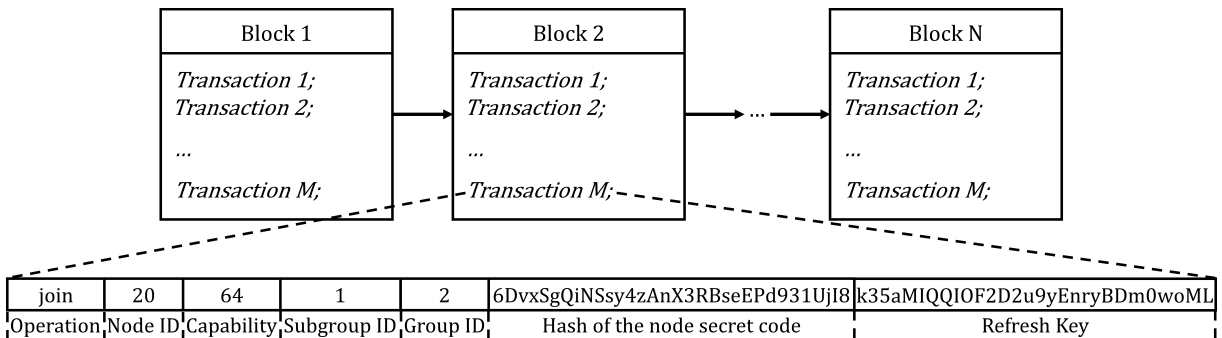 Block 1
Transaction 1;
Transaction 2;
...
Transaction M;
Block 2
Transaction 1;
Transaction 2;
...
Transaction M;
...
Block N
Transaction 1;
Transaction 2;
...
Transaction M;
join 20 64 1 2 6DvxSgQiNSsy4zAnX3RBseEPd931UjI8 k35aMIQQIOF2D2u9yEnryBDm0woML
Operation Node ID Capability Subgroup ID Group ID Hash of the node secret code Refresh Key